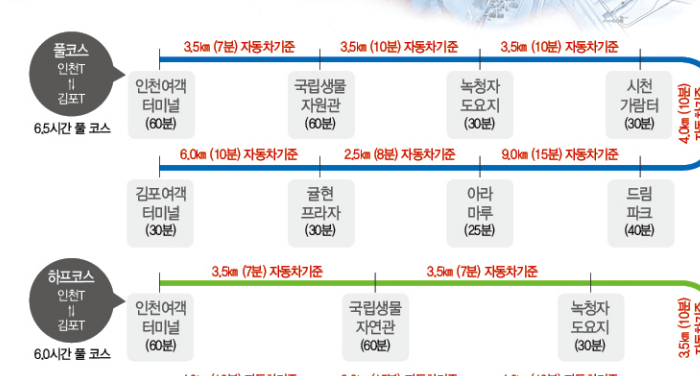 풀코스
인천T
⇅
김포T
6.5시간 풀 코스
3.5㎞ (7분) 자동차기준
3.5㎞ (10분) 자동차기준
3.5㎞ (10분) 자동차기준
인천여객
터미널
(60분)
국립생물
자원관
(60분)
녹청자
도요지
(30분)
시천
가람터
(30분)
4.0㎞ (10분)
자동차기준
6.0㎞ (10분) 자동차기준
2.5㎞ (8분) 자동차기준
9.0㎞ (15분) 자동차기준
김포여객
터미널
(30분)
귤현
프라자
(30분)
아라
마루
(25분)
드림
파크
(40분)
하프코스
인천T
⇅
김포T
6.0시간 풀 코스
3.5㎞ (7분) 자동차기준
3.5㎞ (7분) 자동차기준
인천여객
터미널
(60분)
국립생물
자연관
(60분)
녹청자
도요지
(30분)
3.5㎞ (10분)
자동차기준